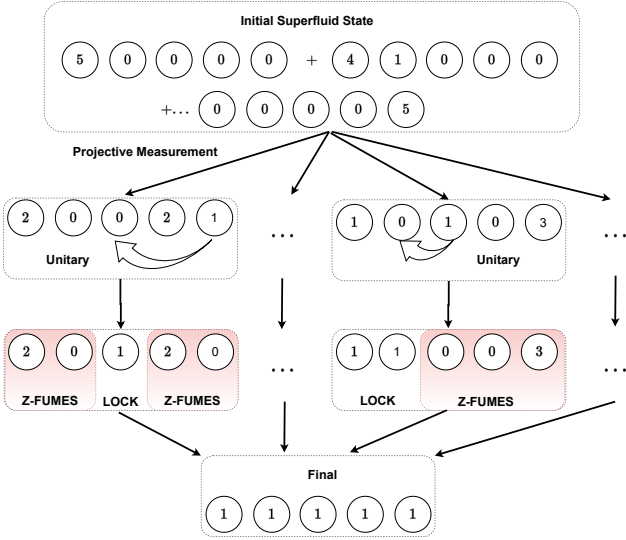 Initial Superfluid State
5 0 0 0 0 + 4 1 0 0 0
+... 0 0 0 0 5
Projective Measurement
2 0 0 2 1 ... 1 0 1 0 3 ...
Unitary Unitary
2 0 1 2 0 ... 1 1 0 0 3 ...
Z-FUMES LOCK Z-FUMES LOCK Z-FUMES
Final
1 1 1 1 1